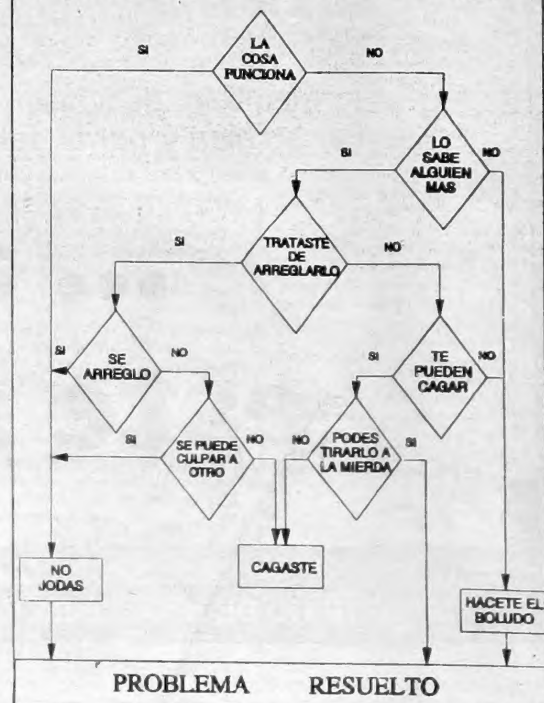 LA
COSA
FUNCIONA
SI
NO
LO
SABE
ALGUIEN
MAS
SI
NO
TRATASTE
DE
ARREGLARLO
SI
NO
SE
ARREGLO
SI
NO
TE
PUEDEN
CAGAR
SI
NO
SE PUEDE
CULPAR A
OTRO
SI
NO
PODES
TIRARLO A
LA MIERDA
NO
SI
NO
JODAS
CAGASTE
HACETE EL
BOLUDO
PROBLEMA RESUELTO